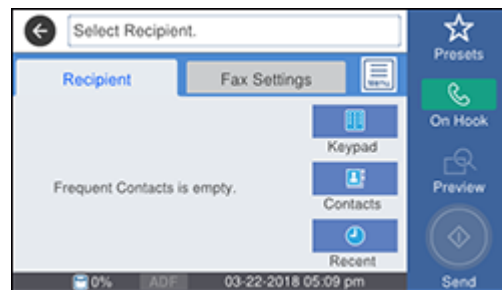 Select Recipient.
Presets
Recipient
Fax Settings
Menu
On Hook
Keypad
Frequent Contacts is empty.
Contacts
Preview
Recent
0%
ADF
03-22-2018 05:09 pm
Send